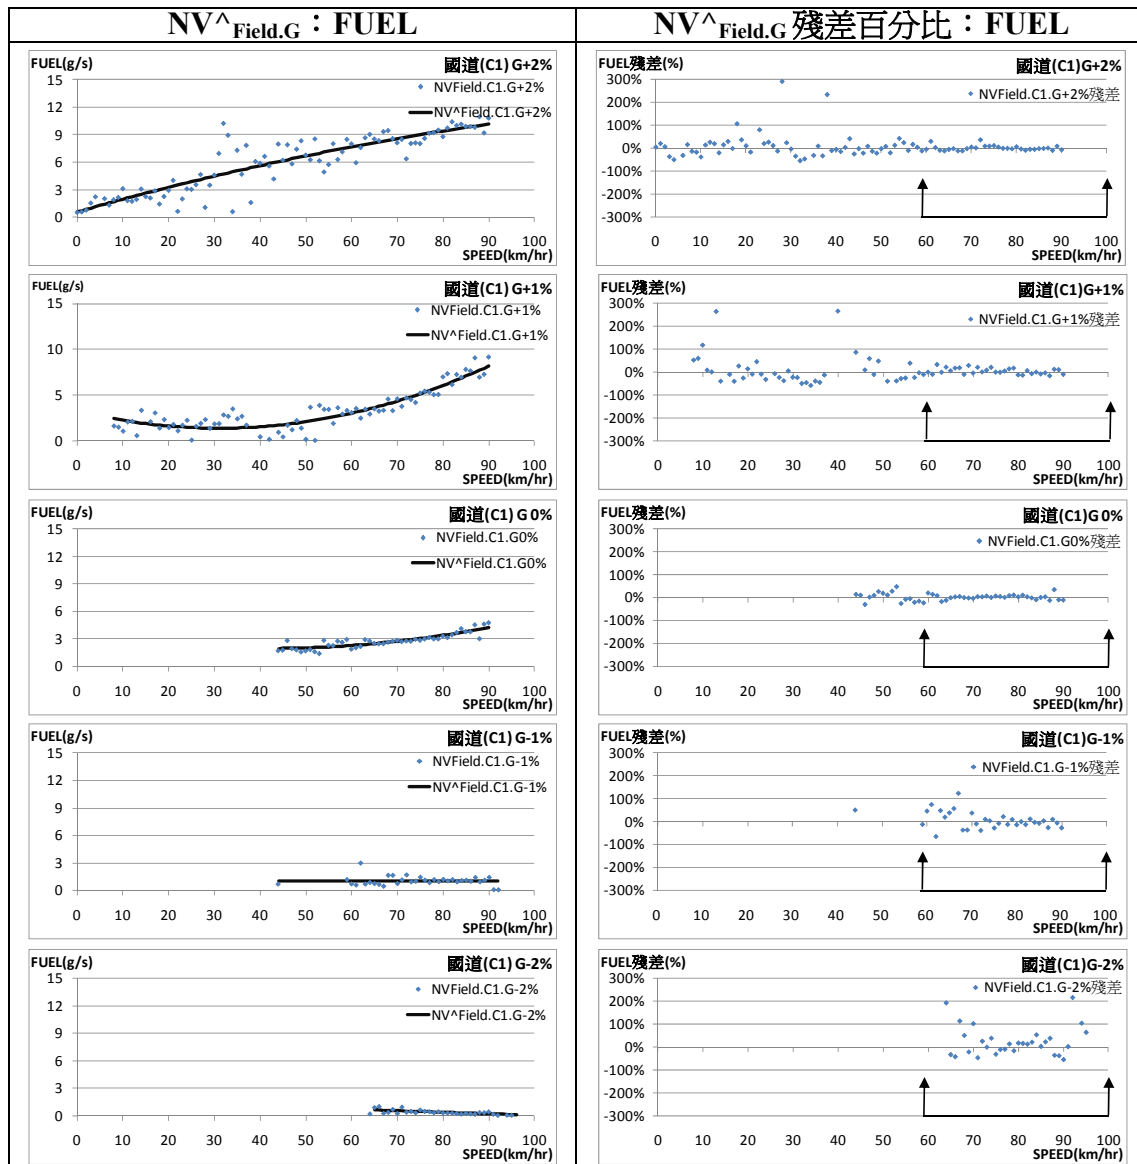 NV^Field.G：FUEL
NV^Field.G 殘差百分比：FUEL
FUEL(g/s)
國道(C1) G+2%
15
12
9
6
3
0
NVField.C1.G+2%
NV^Field.C1.G+2%
0 10 20 30 40 50 60 70 80 90 100
SPEED(km/hr)
FUEL殘差(%)
國道(C1)G+2%
300%
200%
100%
0%
-100%
-200%
-300%
NVField.C1.G+2%殘差
0 10 20 30 40 50 60 70 80 90 100
SPEED(km/hr)
FUEL(g/s)
國道(C1) G+1%
15
10
5
0
NVField.C1.G+1%
NV^Field.C1.G+1%
0 10 20 30 40 50 60 70 80 90 100
SPEED(km/hr)
FUEL殘差(%)
國道(C1)G+1%
300%
200%
100%
0%
-100%
-200%
-300%
NVField.C1.G+1%殘差
0 10 20 30 40 50 60 70 80 90 100
SPEED(km/hr)
FUEL(g/s)
國道(C1) G 0%
15
12
9
6
3
0
NVField.C1.G0%
NV^Field.C1.G0%
0 10 20 30 40 50 60 70 80 90 100
SPEED(km/hr)
FUEL殘差(%)
國道(C1)G 0%
300%
200%
100%
0%
-100%
-200%
-300%
NVField.C1.G0%殘差
0 10 20 30 40 50 60 70 80 90 100
SPEED(km/hr)
FUEL(g/s)
國道(C1) G-1%
15
12
9
6
3
0
NVField.C1.G-1%
NV^Field.C1.G-1%
0 10 20 30 40 50 60 70 80 90 100
SPEED(km/hr)
FUEL殘差(%)
國道(C1)G-1%
300%
200%
100%
0%
-100%
-200%
-300%
NVField.C1.G-1%殘差
0 10 20 30 40 50 60 70 80 90 100
SPEED(km/hr)
FUEL(g/s)
國道(C1) G-2%
15
12
9
6
3
0
NVField.C1.G-2%
NV^Field.C1.G-2%
0 10 20 30 40 50 60 70 80 90 100
SPEED(km/hr)
FUEL殘差(%)
國道(C1)G-2%
300%
200%
100%
0%
-100%
-200%
-300%
NVField.C1.G-2%殘差
0 10 20 30 40 50 60 70 80 90 100
SPEED(km/hr)